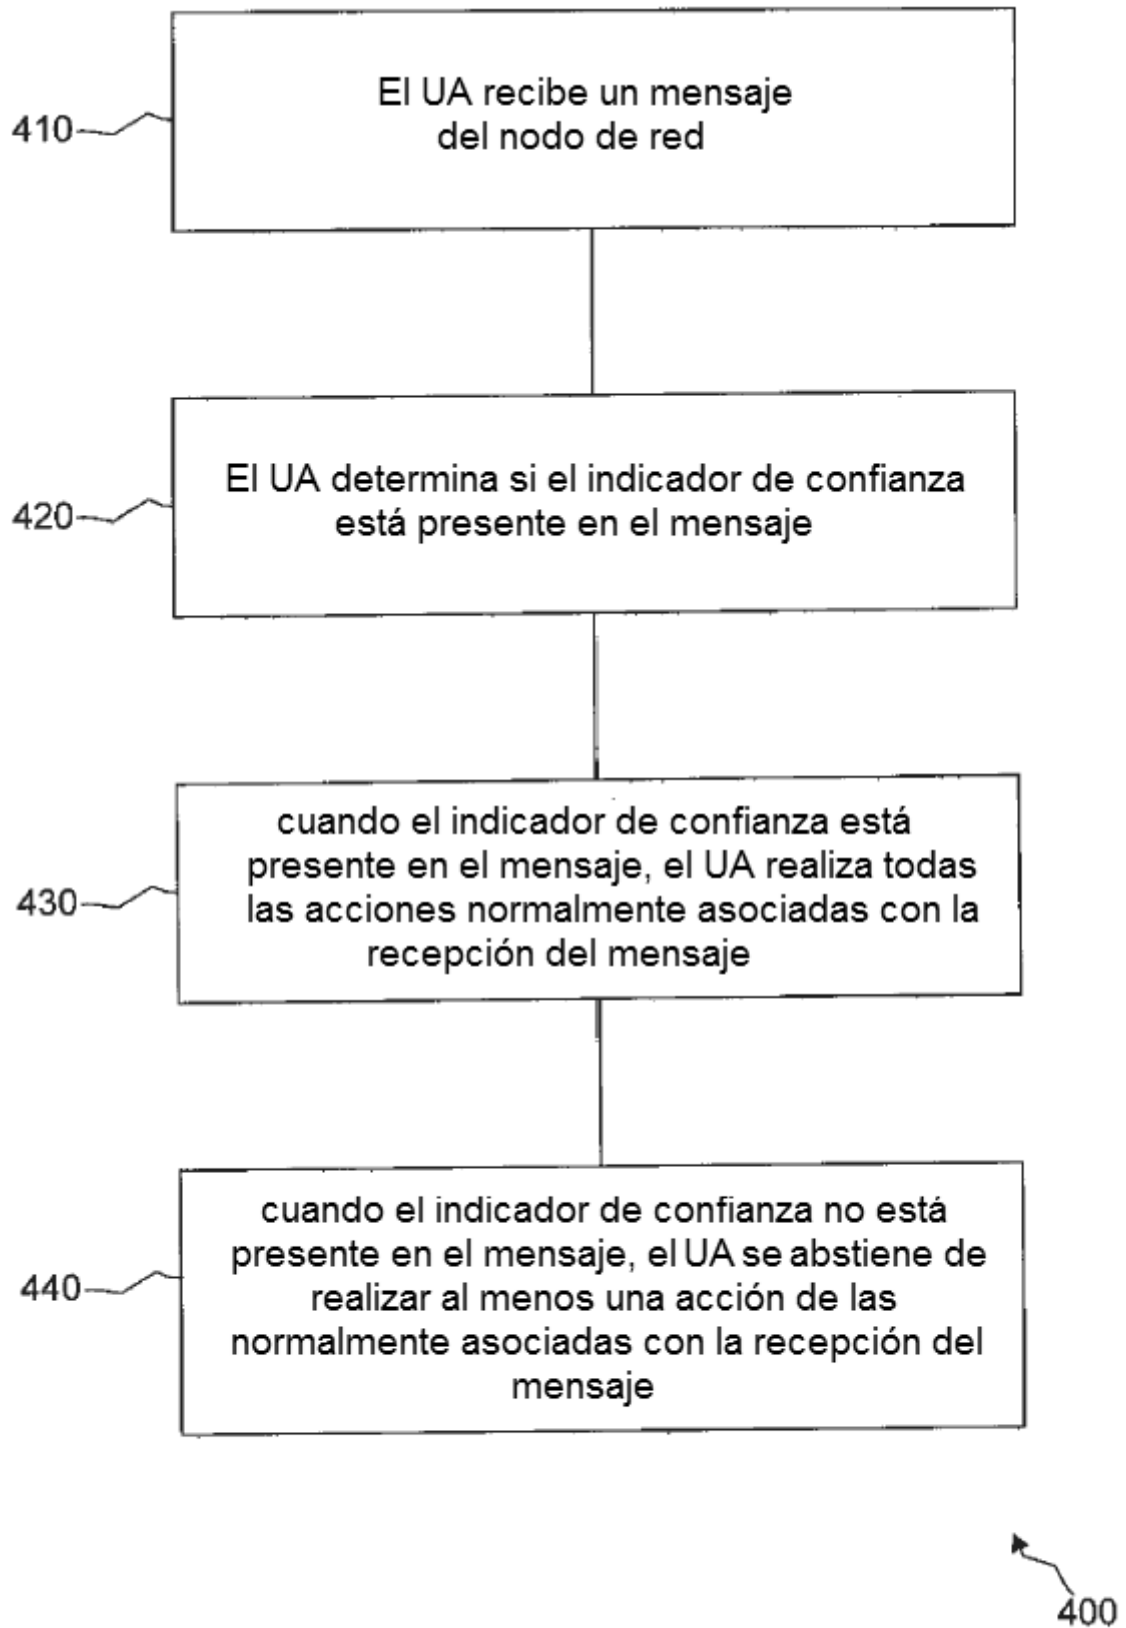 El UA recibe un mensaje
del nodo de red
410
El UA determina si el indicador de confianza
está presente en el mensaje
420
cuando el indicador de confianza está
presente en el mensaje, el UA realiza todas
las acciones normalmente asociadas con la
recepción del mensaje
430
cuando el indicador de confianza no está
presente en el mensaje, el UA se abstiene de
realizar al menos una acción de las
normalmente asociadas con la recepción del
mensaje
440
400